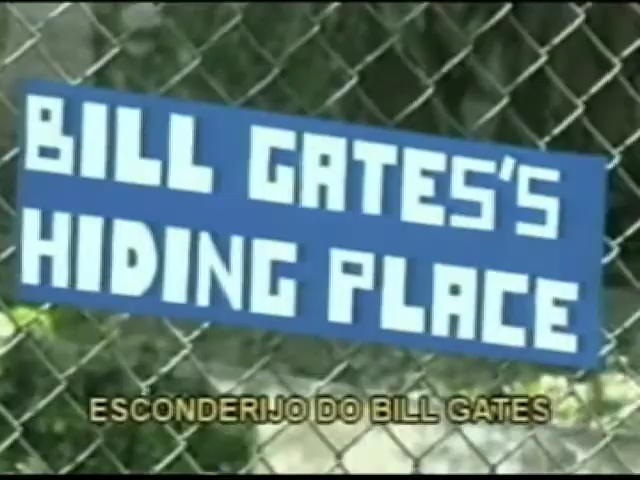 BILL GATES'S
HIDING PLACE
ESCONDERIJO DO BILL GATES